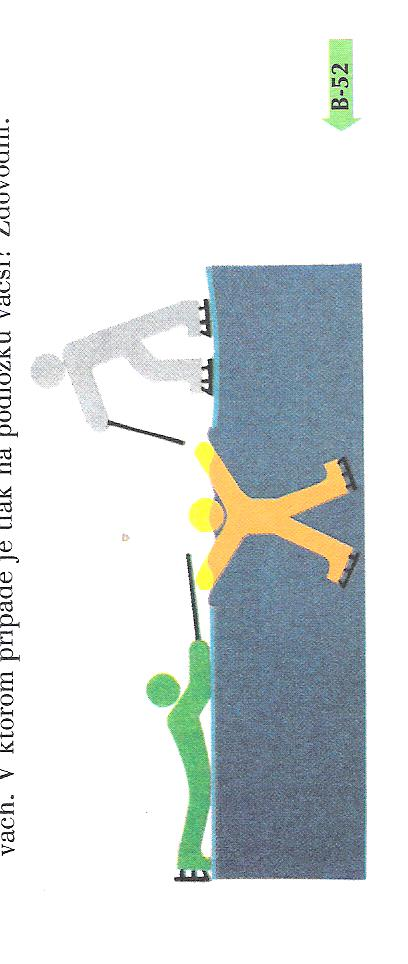 vach. V ktorom prípade je tlak na podložku väčší? Zdôvodni.
B-52